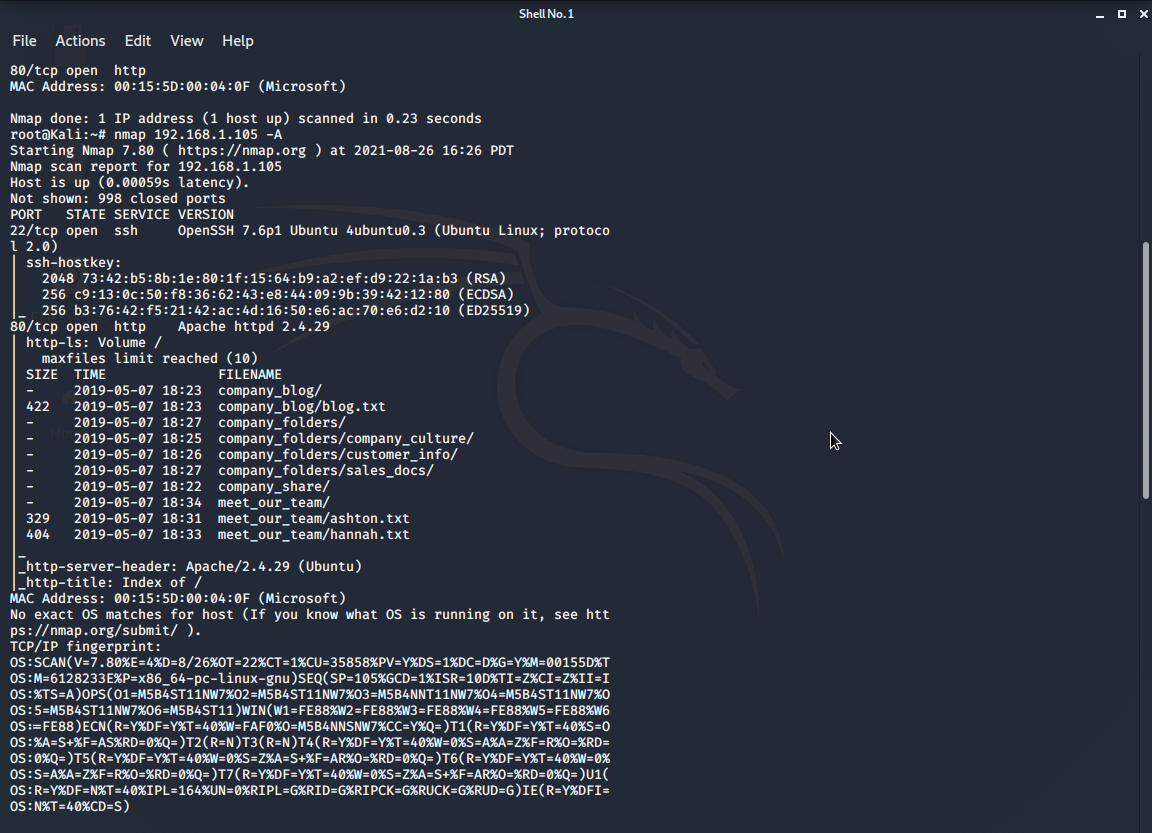 Shell No.1
File Actions Edit View Help
80/tcp open  http
MAC Address: 00:15:5D:00:04:0F (Microsoft)

Nmap done: 1 IP address (1 host up) scanned in 0.23 seconds
root@Kali:~# nmap 192.168.1.105 -A
Starting Nmap 7.80 ( https://nmap.org ) at 2021-08-26 16:26 PDT
Nmap scan report for 192.168.1.105
Host is up (0.00059s latency).
Not shown: 998 closed ports
PORT   STATE SERVICE VERSION
22/tcp open  ssh     OpenSSH 7.6p1 Ubuntu 4ubuntu0.3 (Ubuntu Linux; protoco
l 2.0)
| ssh-hostkey:
|   2048 73:42:b5:8b:1e:80:1f:15:64:b9:a2:ef:d9:22:1a:b3 (RSA)
|   256 c9:13:0c:50:f8:36:62:43:e8:44:09:9b:39:42:12:80 (ECDSA)
|_  256 b3:76:42:f5:21:42:ac:4d:16:50:e6:ac:70:e6:d2:10 (ED25519)
80/tcp open  http    Apache httpd 2.4.29
| http-ls: Volume /
|   maxfiles limit reached (10)
| SIZE  TIME              FILENAME
| -     2019-05-07 18:23  company_blog/
| 422   2019-05-07 18:23  company_blog/blog.txt
| -     2019-05-07 18:27  company_folders/
| -     2019-05-07 18:25  company_folders/company_culture/
| -     2019-05-07 18:26  company_folders/customer_info/
| -     2019-05-07 18:27  company_folders/sales_docs/
| -     2019-05-07 18:22  company_share/
| -     2019-05-07 18:34  meet_our_team/
| 329   2019-05-07 18:31  meet_our_team/ashton.txt
| 404   2019-05-07 18:33  meet_our_team/hannah.txt
|_
|_http-server-header: Apache/2.4.29 (Ubuntu)
|_http-title: Index of /
MAC Address: 00:15:5D:00:04:0F (Microsoft)
No exact OS matches for host (If you know what OS is running on it, see htt
ps://nmap.org/submit/ ).
TCP/IP fingerprint:
OS:SCAN(V=7.80%E=4%D=8/26%OT=22%CT=1%CU=35858%PV=Y%DS=1%DC=D%G=Y%M=00155D%T
OS:M=6128233E%P=x86_64-pc-linux-gnu)SEQ(SP=105%GCD=1%ISR=10D%TI=Z%CI=Z%II=I
OS:%TS=A)OPS(O1=M5B4ST11NW7%O2=M5B4ST11NW7%O3=M5B4NNT11NW7%O4=M5B4ST11NW7%O
OS:5=M5B4ST11NW7%O6=M5B4ST11)WIN(W1=FE88%W2=FE88%W3=FE88%W4=FE88%W5=FE88%W6
OS:=FE88)ECN(R=Y%DF=Y%T=40%W=FAF0%O=M5B4NNSNW7%CC=Y%Q=)T1(R=Y%DF=Y%T=40%S=O
OS:%A=S+%F=AS%RD=0%Q=)T2(R=N)T3(R=N)T4(R=Y%DF=Y%T=40%W=0%S=A%A=Z%F=R%O=%RD=
OS:0%Q=)T5(R=Y%DF=Y%T=40%W=0%S=Z%A=S+%F=AR%O=%RD=0%Q=)T6(R=Y%DF=Y%T=40%W=0%
OS:S=A%A=Z%F=R%O=%RD=0%Q=)T7(R=Y%DF=Y%T=40%W=0%S=Z%A=S+%F=AR%O=%RD=0%Q=)U1(
OS:R=Y%DF=N%T=40%IPL=164%UN=0%RIPL=G%RID=G%RIPCK=G%RUCK=G%RUD=G)IE(R=Y%DFI=
OS:N%T=40%CD=S)